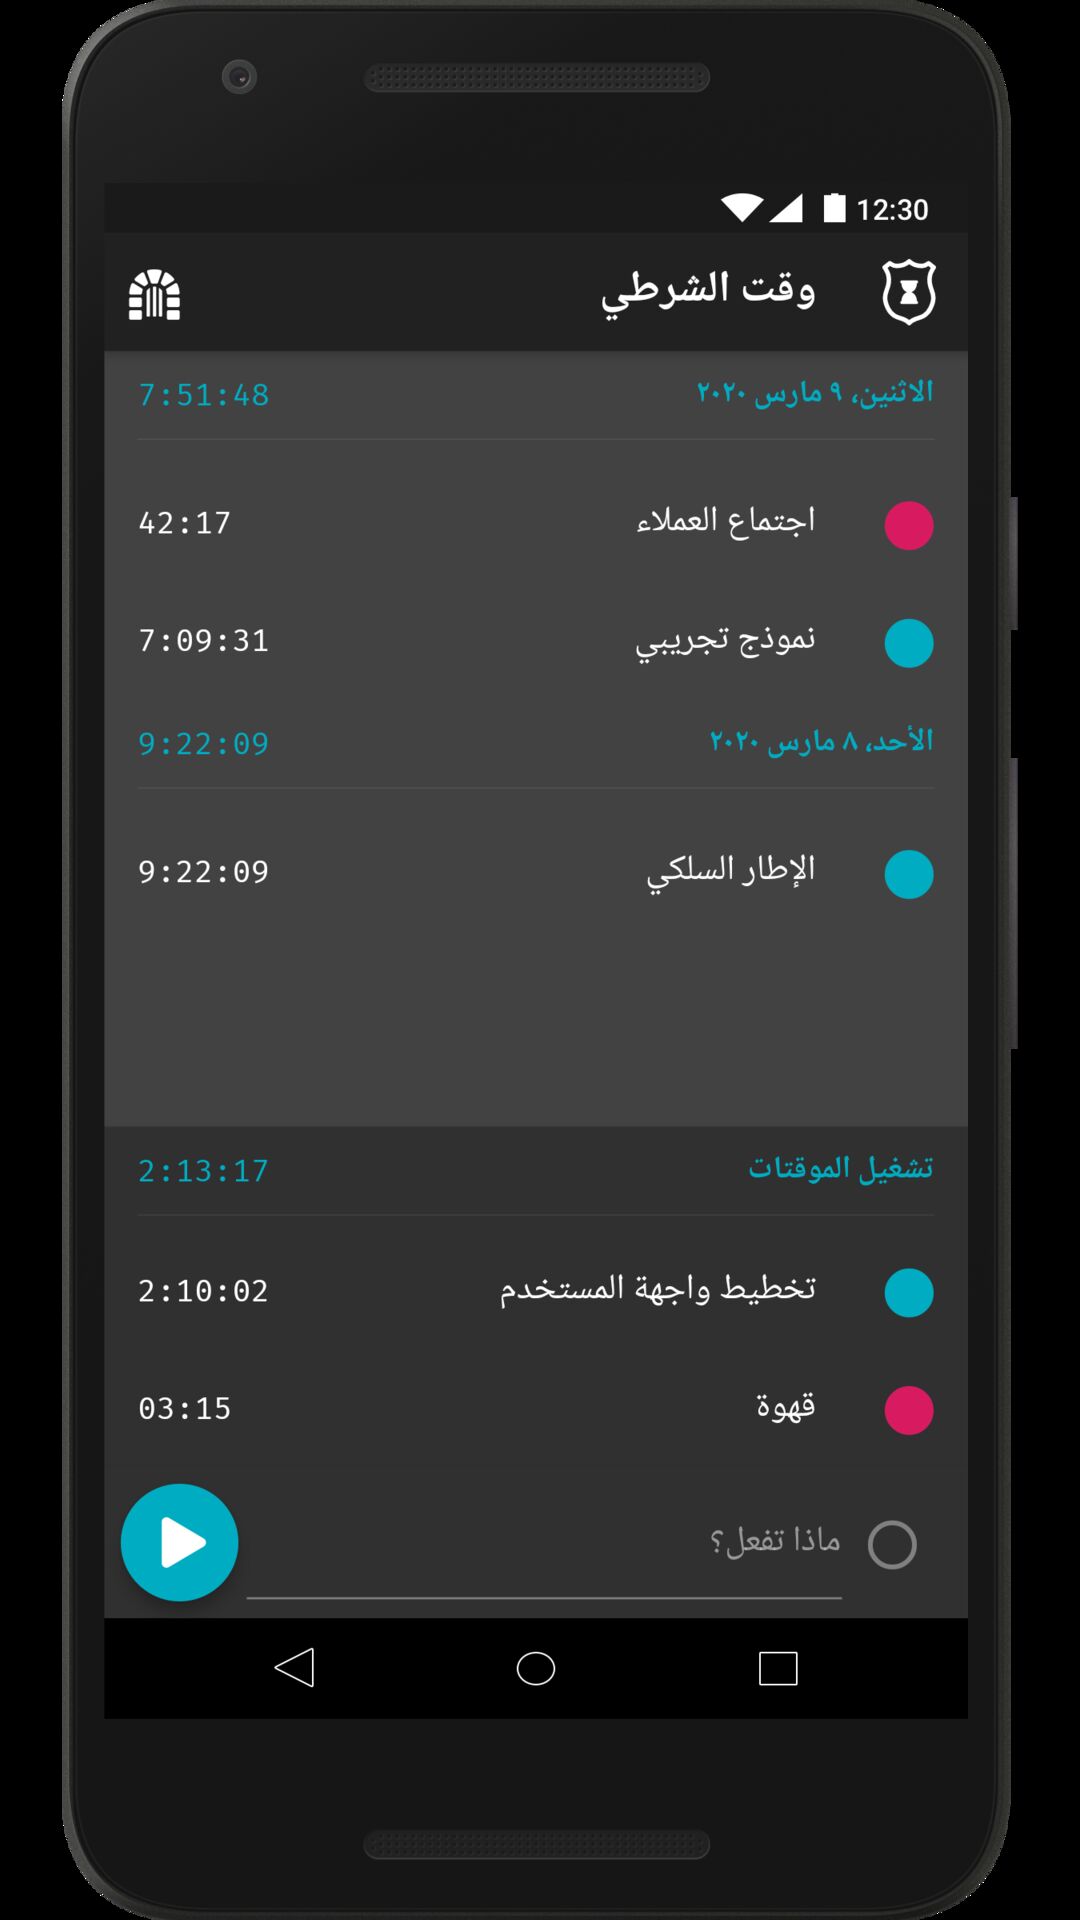 12:30
وقت الشرطي
الاثنين، ٩ مارس ٢٠٢٠ 7:51:48
اجتماع العملاء 42:17
نموذج تجريبي 7:09:31
الأحد، ٨ مارس ٢٠٢٠ 9:22:09
الإطار السلكي 9:22:09
تشغيل الموقتات 2:13:17
تخطيط واجهة المستخدم 2:10:02
قهوة 03:15
ماذا تفعل؟